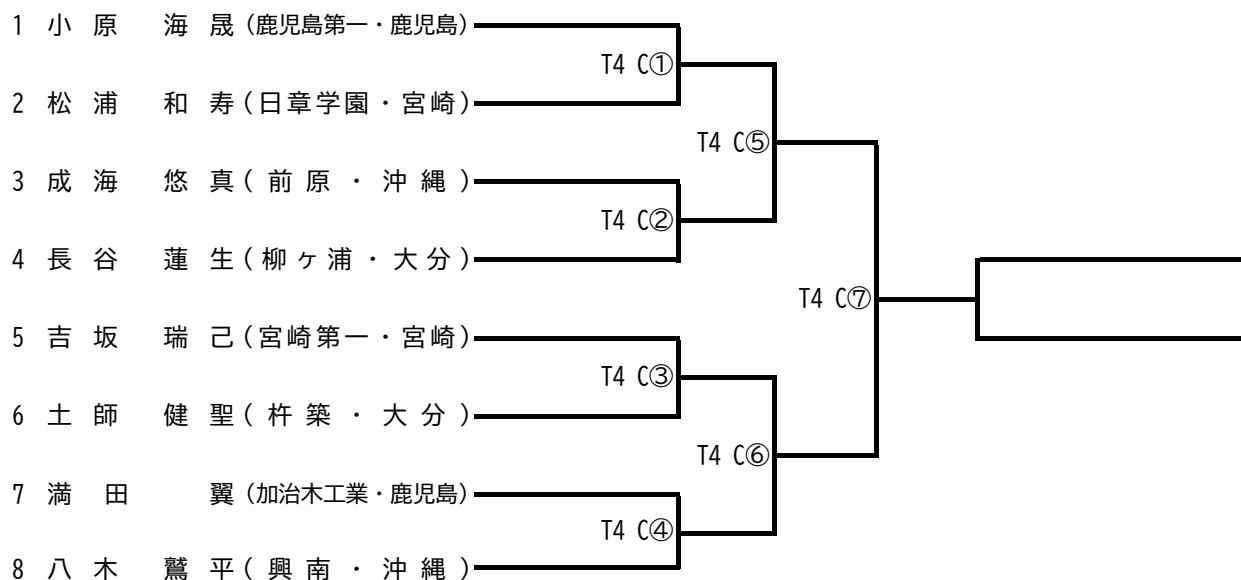 1 小原 海晟 (鹿児島第一・鹿児島)
T4 C①
2 松浦 和寿 (日章学園・宮崎)
T4 C⑤
3 成海 悠真 (前原・沖縄)
T4 C②
4 長谷 蓮生 (柳ヶ浦・大分)
T4 C⑦
5 吉坂 瑞己 (宮崎第一・宮崎)
T4 C③
6 土師 健聖 (杵築・大分)
T4 C⑥
7 満田 翼 (加治木工業・鹿児島)
T4 C④
8 八木 鷲平 (興南・沖縄)